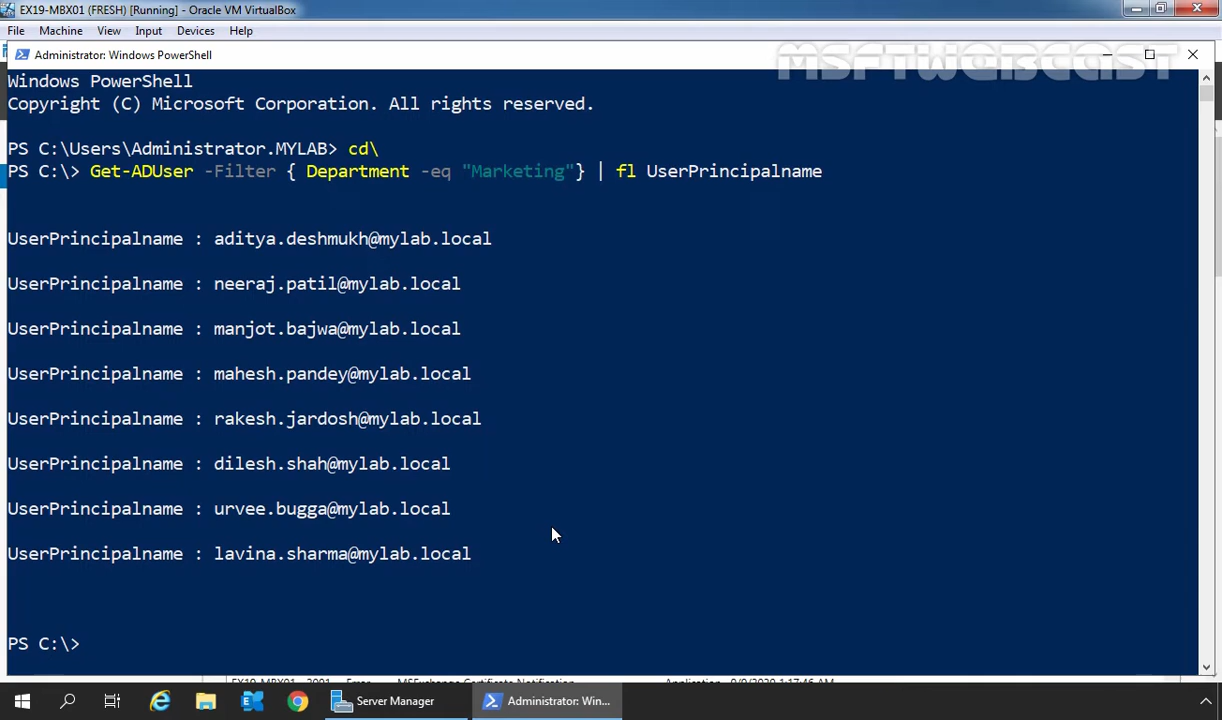 EX19-MBX01 (FRESH) [Running] - Oracle VM VirtualBox
File Machine View Input Devices Help
Administrator: Windows PowerShell
MSFTWEBCAST
Windows PowerShell
Copyright (C) Microsoft Corporation. All rights reserved.
PS C:\Users\Administrator.MYLAB> cd\
PS C:\> Get-ADUser -Filter { Department -eq "Marketing"} | fl UserPrincipalname
UserPrincipalname : aditya.deshmukh@mylab.local
UserPrincipalname : neeraj.patil@mylab.local
UserPrincipalname : manjot.bajwa@mylab.local
UserPrincipalname : mahesh.pandey@mylab.local
UserPrincipalname : rakesh.jardosh@mylab.local
UserPrincipalname : dilesh.shah@mylab.local
UserPrincipalname : urvee.bugga@mylab.local
UserPrincipalname : lavina.sharma@mylab.local
PS C:\>
Server Manager
Administrator: Win...